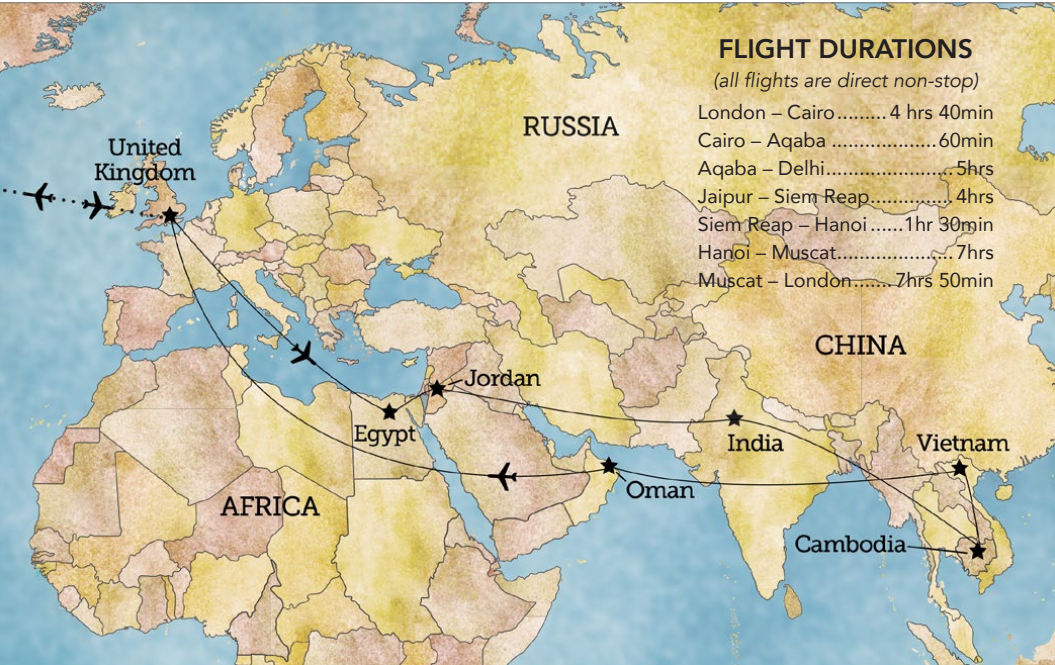 FLIGHT DURATIONS
(all flights are direct non-stop)
London – Cairo.........4 hrs 40min
Cairo – Aqaba ...................60min
Aqaba – Delhi.......................5hrs
Jaipur – Siem Reap..............4hrs
Siem Reap – Hanoi ......1hr 30min
Hanoi – Muscat.....................7hrs
Muscat – London.......7hrs 50min
RUSSIA
United
Kingdom
CHINA
Jordan
Egypt
India
Vietnam
Oman
AFRICA
Cambodia